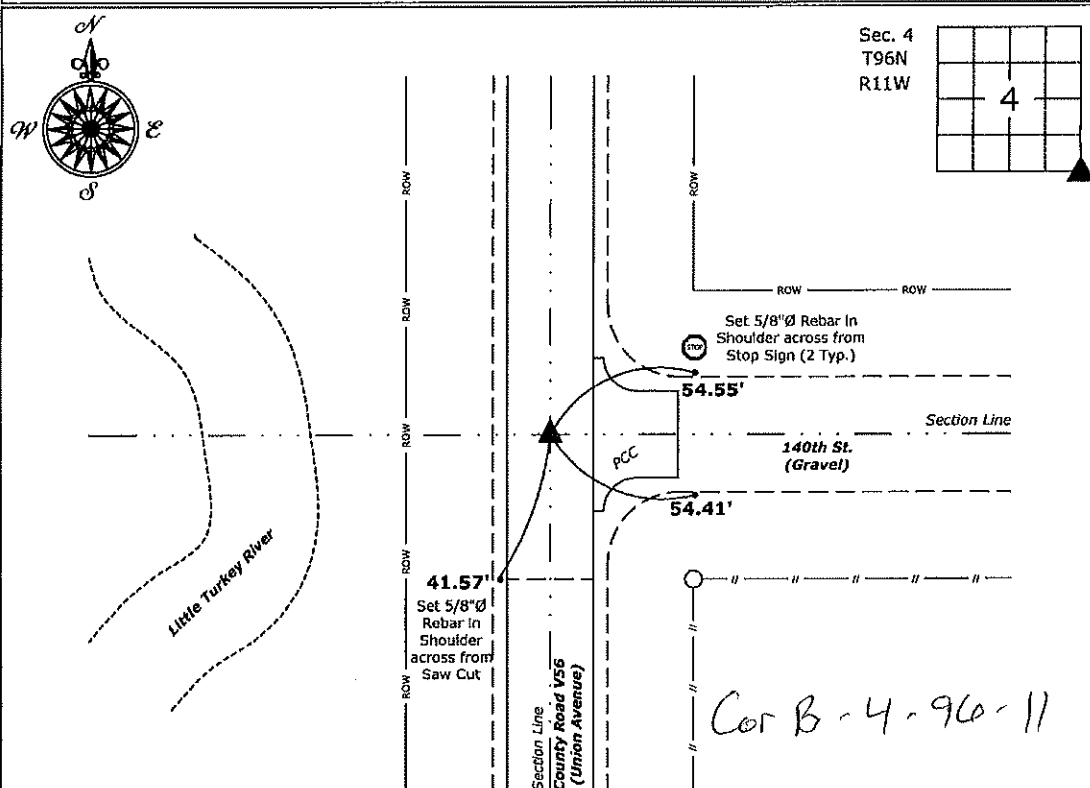 N
W
E
S
Sec. 4
T96N
R11W
4
ROW
ROW
ROW
ROW
ROW
ROW
ROW
ROW
STOP
Set 5/8"Ø Rebar in
Shoulder across from
Stop Sign (2 Typ.)
54.55'
Section Line
140th St.
(Gravel)
PCC
54.41'
41.57'
Set 5/8"Ø
Rebar in
Shoulder
across from
Saw Cut
Little Turkey River
Section Line
County Road V56
(Union Avenue)
Cor B - 4 - 96 - 11